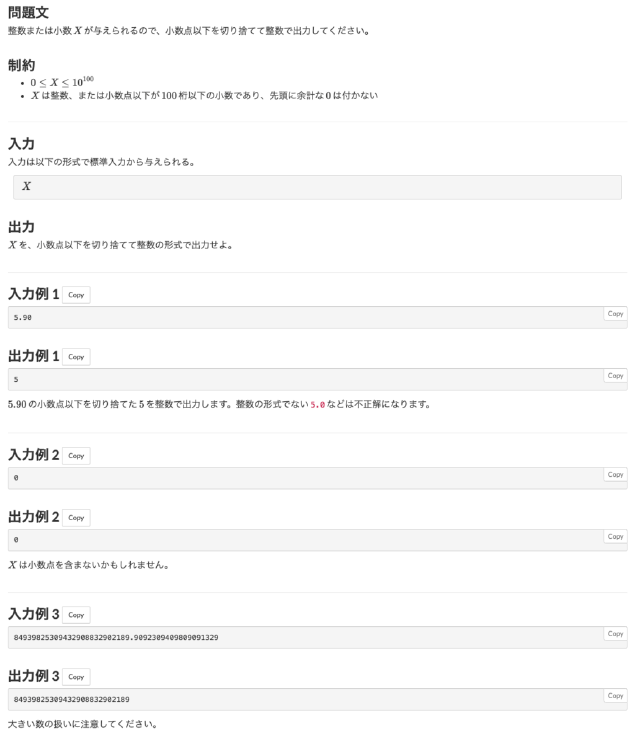 問題文
整数または小数 X が与えられるので、小数点以下を切り捨てて整数で出力してください。
制約
• 0 ≤ X ≤ 10^100
• X は整数、または小数点以下が 100 桁以下の小数であり、先頭に余計な 0 は付かない
入力
入力は以下の形式で標準入力から与えられる。
X
出力
X を、小数点以下を切り捨てて整数の形式で出力せよ。
入力例 1 Copy
5.90 Copy
出力例 1 Copy
5 Copy
5.90 の小数点以下を切り捨てた 5 を整数で出力します。整数の形式でない 5.0 などは不正解になります。
入力例 2 Copy
0 Copy
出力例 2 Copy
0 Copy
X は小数点を含まないかもしれません。
入力例 3 Copy
84939825309432908832902189.9092309409809091329 Copy
出力例 3 Copy
84939825309432908832902189 Copy
大きい数の扱いに注意してください。